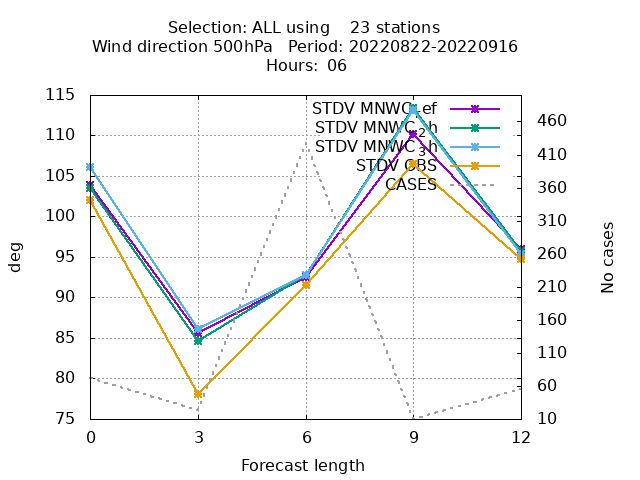 Selection: ALL using 23 stations
Wind direction 500hPa Period: 20220822-20220916
Hours: 06
115
110
105
100
95
90
85
80
75
deg
STDV MNWC_ef
STDV MNWC_2h
STDV MNWC_3h
STDV OBS
CASES
460
410
360
310
260
210
160
110
60
10
No cases
0 3 6 9 12
Forecast length